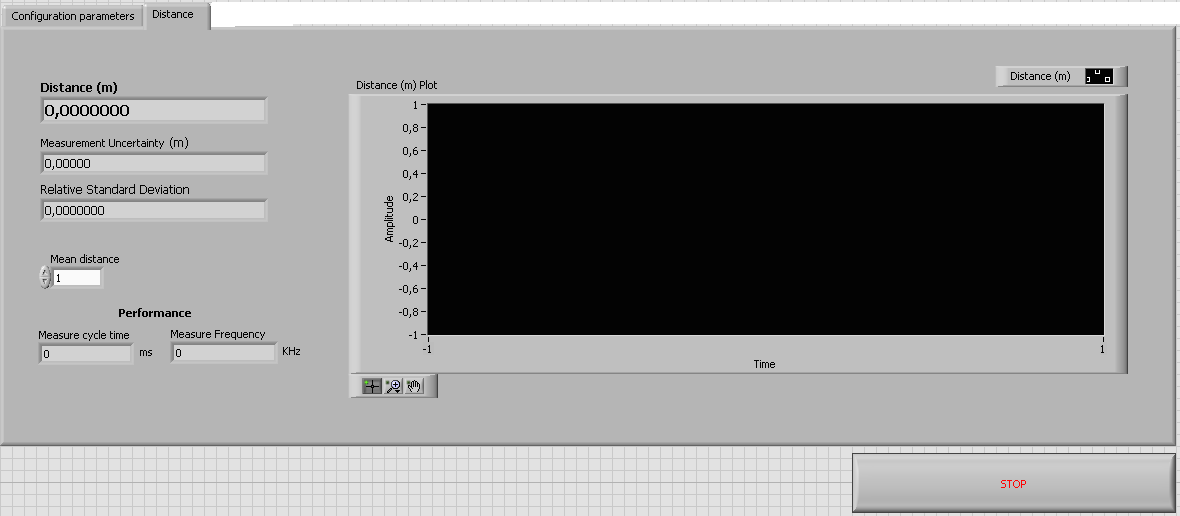 Configuration parameters
Distance
Distance (m)
0,0000000
Measurement Uncertainty (m)
0,00000
Relative Standard Deviation
0,0000000
Mean distance
1
Performance
Measure cycle time
0 ms
Measure Frequency
0 KHz
Distance (m) Plot
Distance (m)
1
0,8
0,6
0,4
0,2
0
-0,2
-0,4
-0,6
-0,8
-1
Amplitude
-1
1
Time
STOP